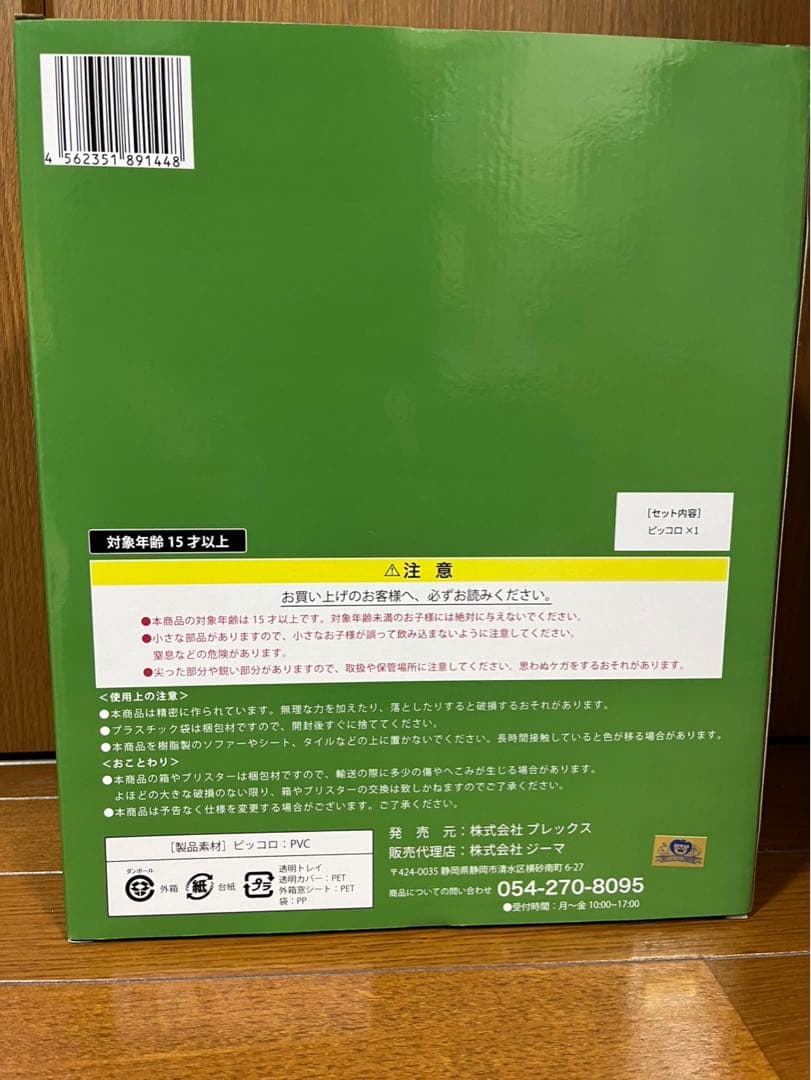 4 562351 891448
[セット内容]
ピッコロ ×1
対象年齢 15 才以上
⚠注 意
お買い上げのお客様へ、必ずお読みください。
●本商品の対象年齢は 15 才以上です。対象年齢未満のお子様には絶対に与えないでください。
●小さな部品がありますので、小さなお子様が誤って飲み込まないように注意してください。
窒息などの危険があります。
●尖った部分や鋭い部分がありますので、取扱や保管場所に注意してください。思わぬケガをするおそれがあります。
<使用上の注意>
●本商品は精密に作られています。無理な力を加えたり、落としたりすると破損するおそれがあります。
●プラスチック袋は梱包材ですので、開封後すぐに捨ててください。
●本商品を樹脂製のソファーやシート、タイルなどの上に置かないでください。長時間接触していると色が移る場合があります。
<おことわり>
●本商品の箱やブリスターは梱包材ですので、輸送の際に多少の傷やへこみが生じる場合があります。
よほどの大きな破損のない限り、箱やブリスターの交換は致しかねますのでご了承ください。
●本商品は予告なく仕様を変更する場合がございます。ご了承ください。
[製品素材] ピッコロ：PVC
ダンボール
外箱
紙
台紙
プラ
透明トレイ
透明カバー：PET
外箱窓シート：PET
袋：PP
発 売 元：株式会社 プレックス
販売代理店：株式会社 ジーマ
〒424-0035 静岡県静岡市清水区横砂南町 6-27
商品についての問い合わせ 054-270-8095
●受付時間：月～金 10:00~17:00